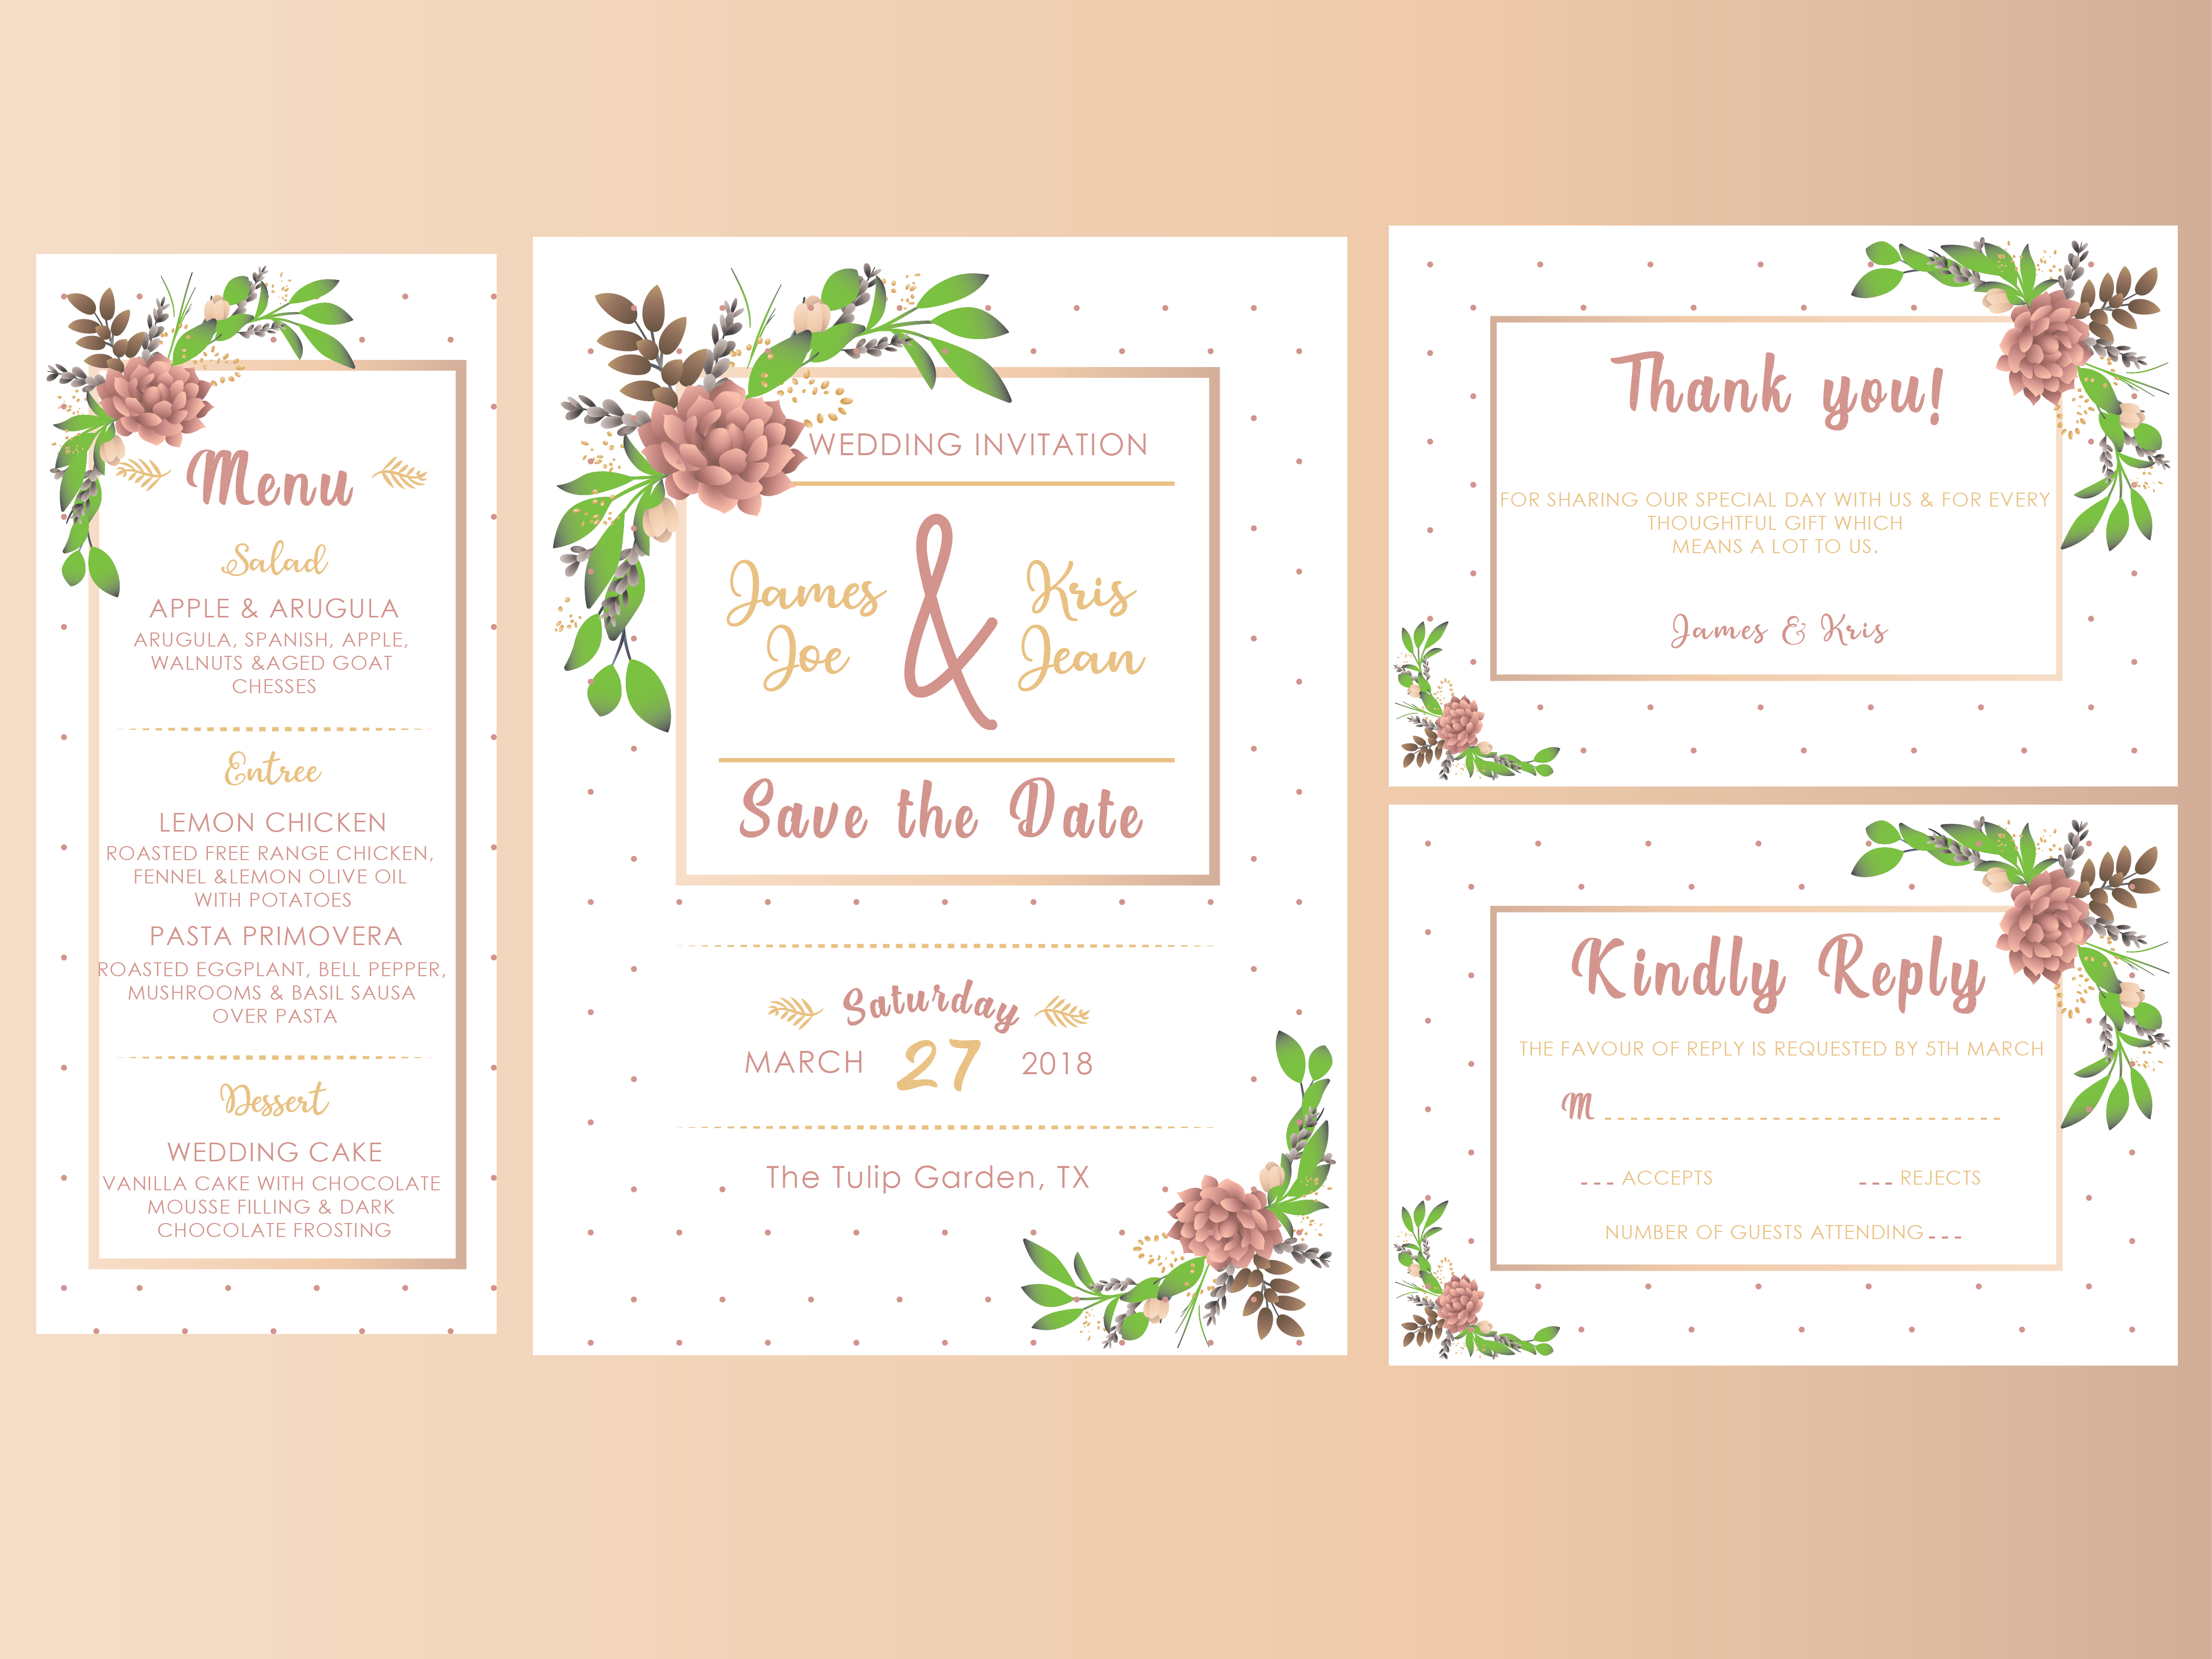 Menu
Salad
APPLE & ARUGULA
ARUGULA, SPANISH, APPLE,
WALNUTS &AGED GOAT
CHESSES
Entree
LEMON CHICKEN
ROASTED FREE RANGE CHICKEN,
FENNEL &LEMON OLIVE OIL
WITH POTATOES
PASTA PRIMOVERA
ROASTED EGGPLANT, BELL PEPPER,
MUSHROOMS & BASIL SAUSA
OVER PASTA
Dessert
WEDDING CAKE
VANILLA CAKE WITH CHOCOLATE
MOUSSE FILLING & DARK
CHOCOLATE FROSTING
WEDDING INVITATION
James Joe & Kris Jean
Save the Date
Saturday
MARCH 27 2018
The Tulip Garden, TX
Thank you!
FOR SHARING OUR SPECIAL DAY WITH US & FOR EVERY
THOUGHTFUL GIFT WHICH
MEANS A LOT TO US.
James & Kris
Kindly Reply
THE FAVOUR OF REPLY IS REQUESTED BY 5TH MARCH
M
ACCEPTS REJECTS
NUMBER OF GUESTS ATTENDING